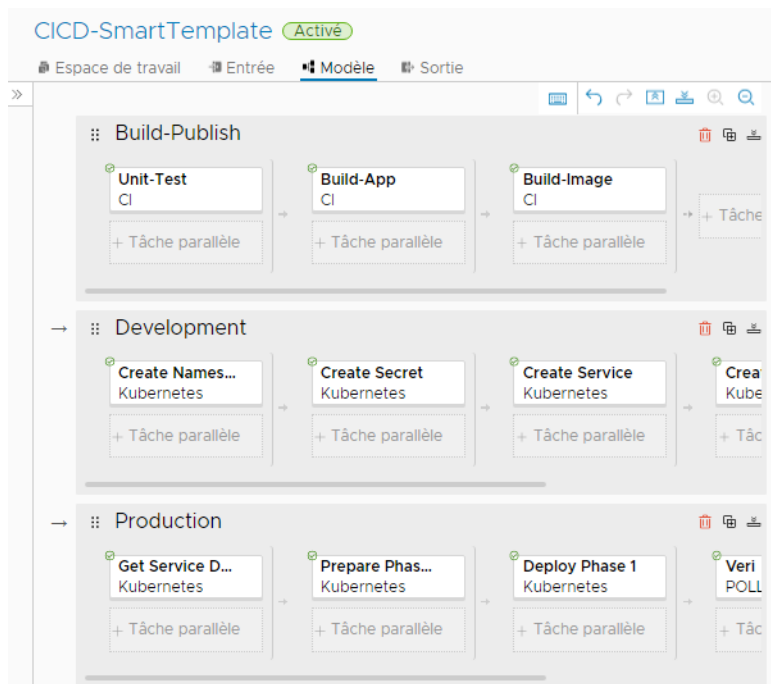 CICD-SmartTemplate Activé
Espace de travail Entrée Modèle Sortie
Build-Publish
Unit-Test Build-App Build-Image
CI CI CI
+ Tâche
+ Tâche parallèle + Tâche parallèle + Tâche parallèle
Development
Create Names... Create Secret Create Service Crea
Kubernetes Kubernetes Kubernetes Kube
+ Tâche parallèle + Tâche parallèle + Tâche parallèle + Tâc
Production
Get Service D... Prepare Phas... Deploy Phase 1 Veri
Kubernetes Kubernetes Kubernetes POLL
+ Tâche parallèle + Tâche parallèle + Tâche parallèle + Tâc